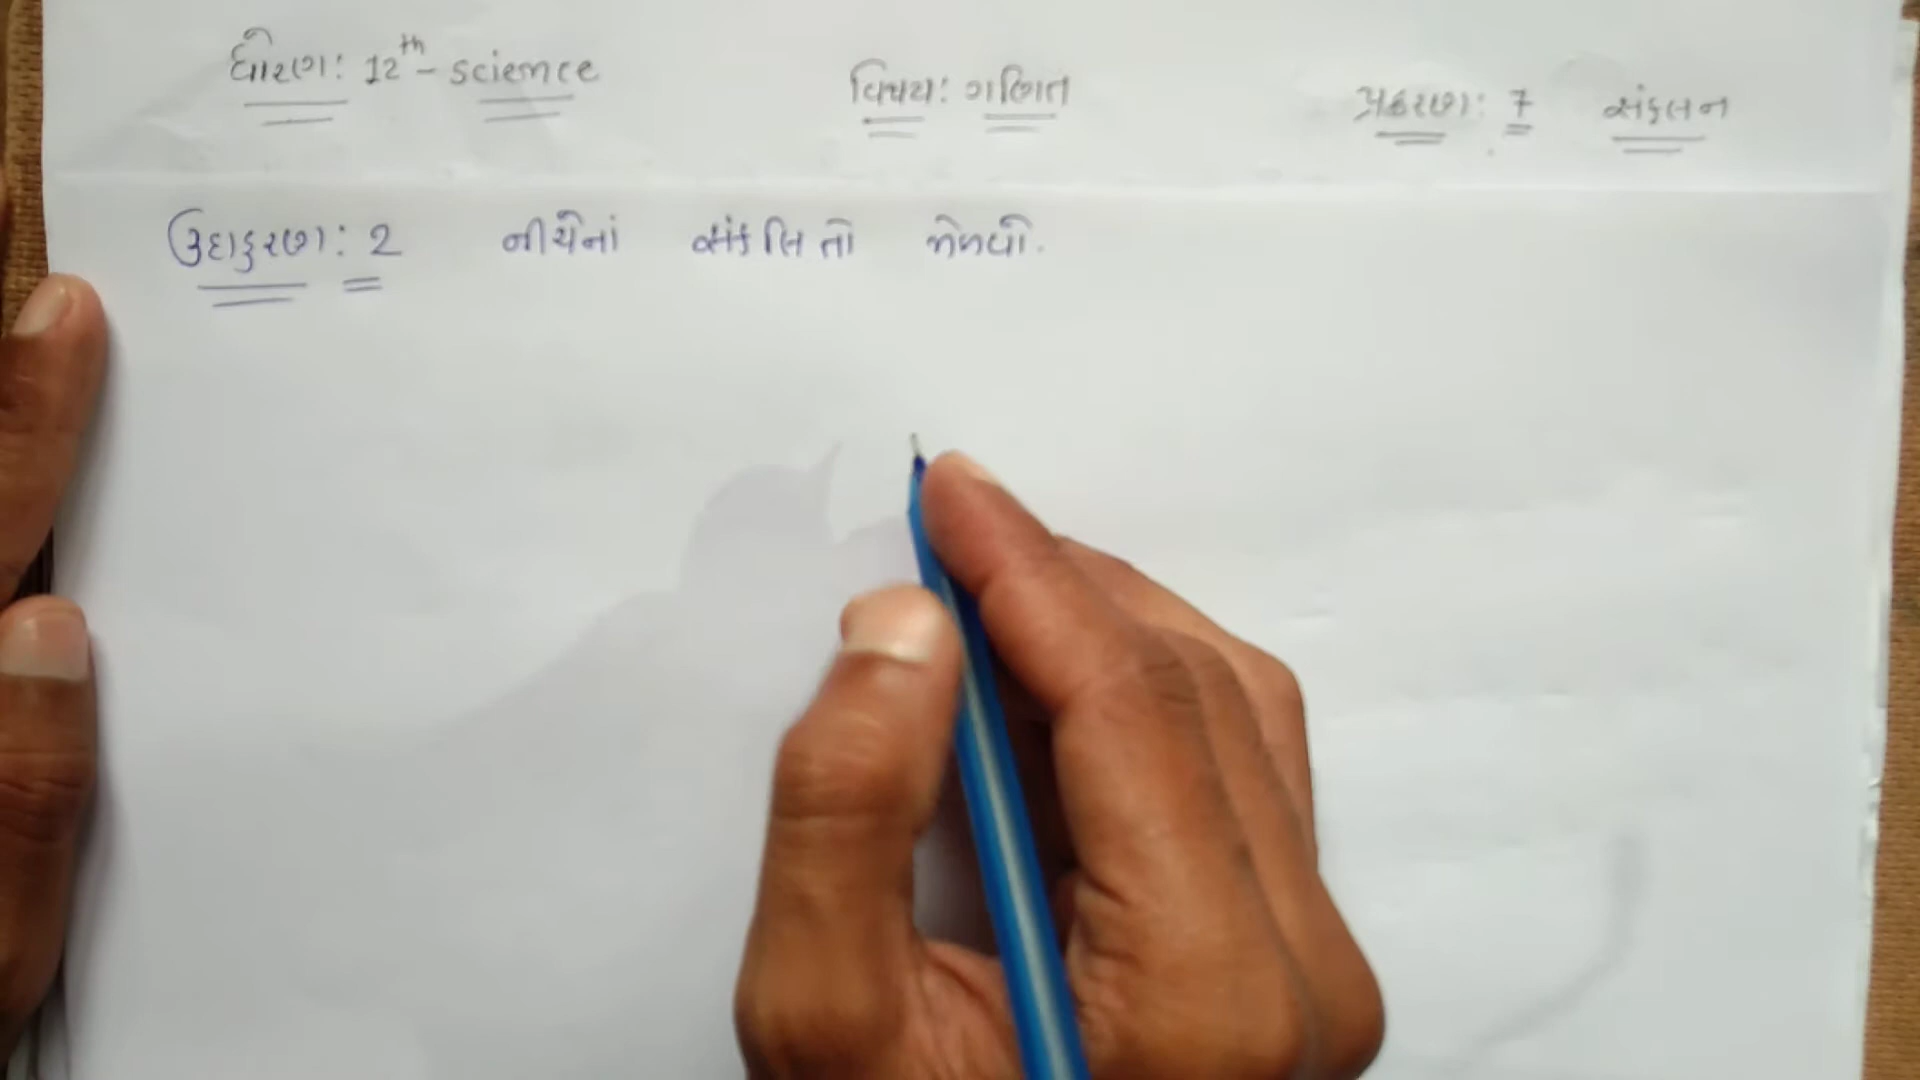 ધોરણ: 12th - science વિષય: ગણિત પ્રકરણ: 7 સંકલન
ઉદાહરણ: 2 નીચેનાં સંકલિતો મેળવો.